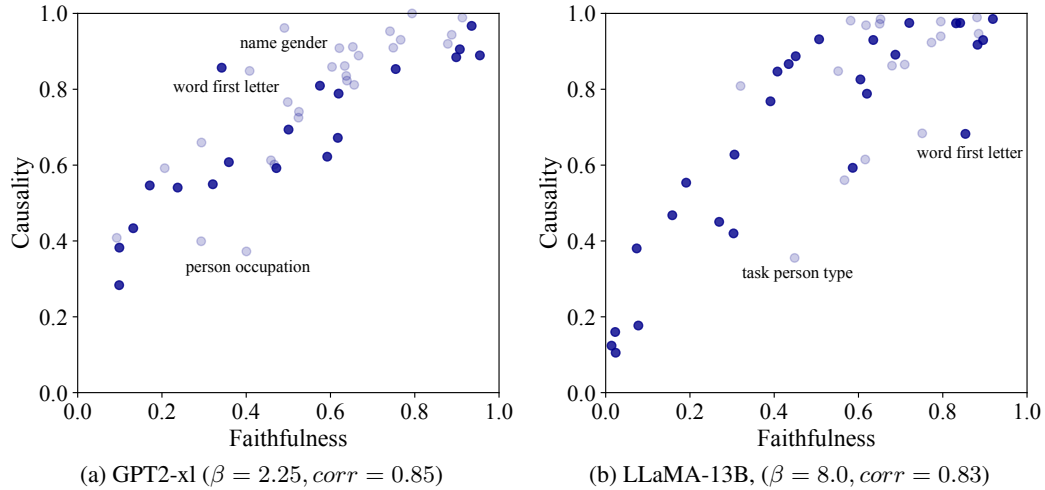 1.0
0.8
0.6
0.4
0.2
0.0
Causality
name gender
word first letter
person occupation
0.0 0.2 0.4 0.6 0.8 1.0
Faithfulness
(a) GPT2-xl (β = 2.25, corr = 0.85)
1.0
0.8
0.6
0.4
0.2
0.0
Causality
word first letter
task person type
0.0 0.2 0.4 0.6 0.8 1.0
Faithfulness
(b) LLaMA-13B, (β = 8.0, corr = 0.83)